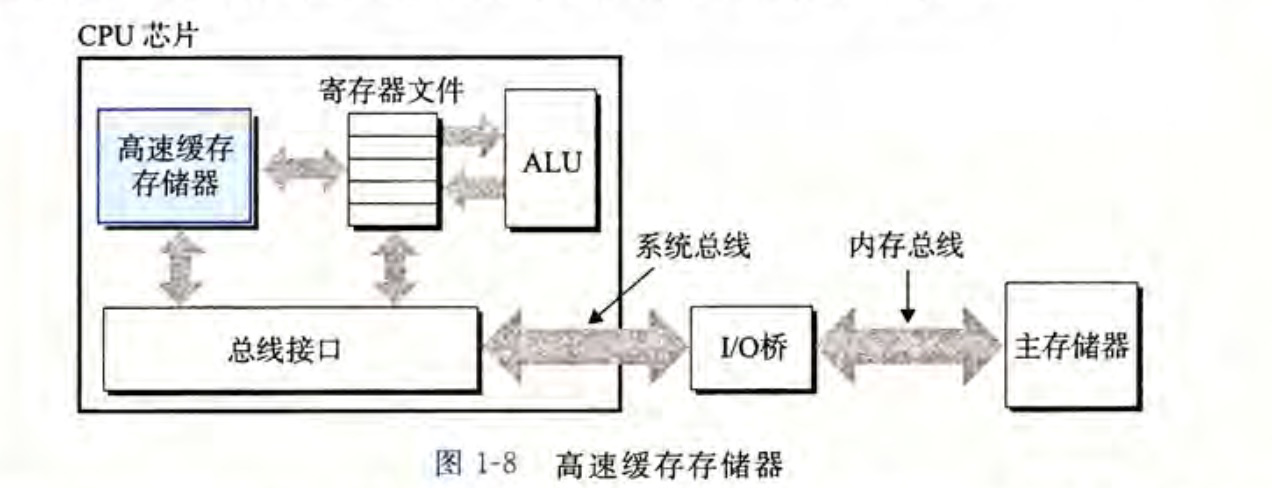 CPU 芯片
寄存器文件
高速缓存
存储器
ALU
系统总线
内存总线
总线接口
I/O桥
主存储器
图 1-8 高速缓存存储器